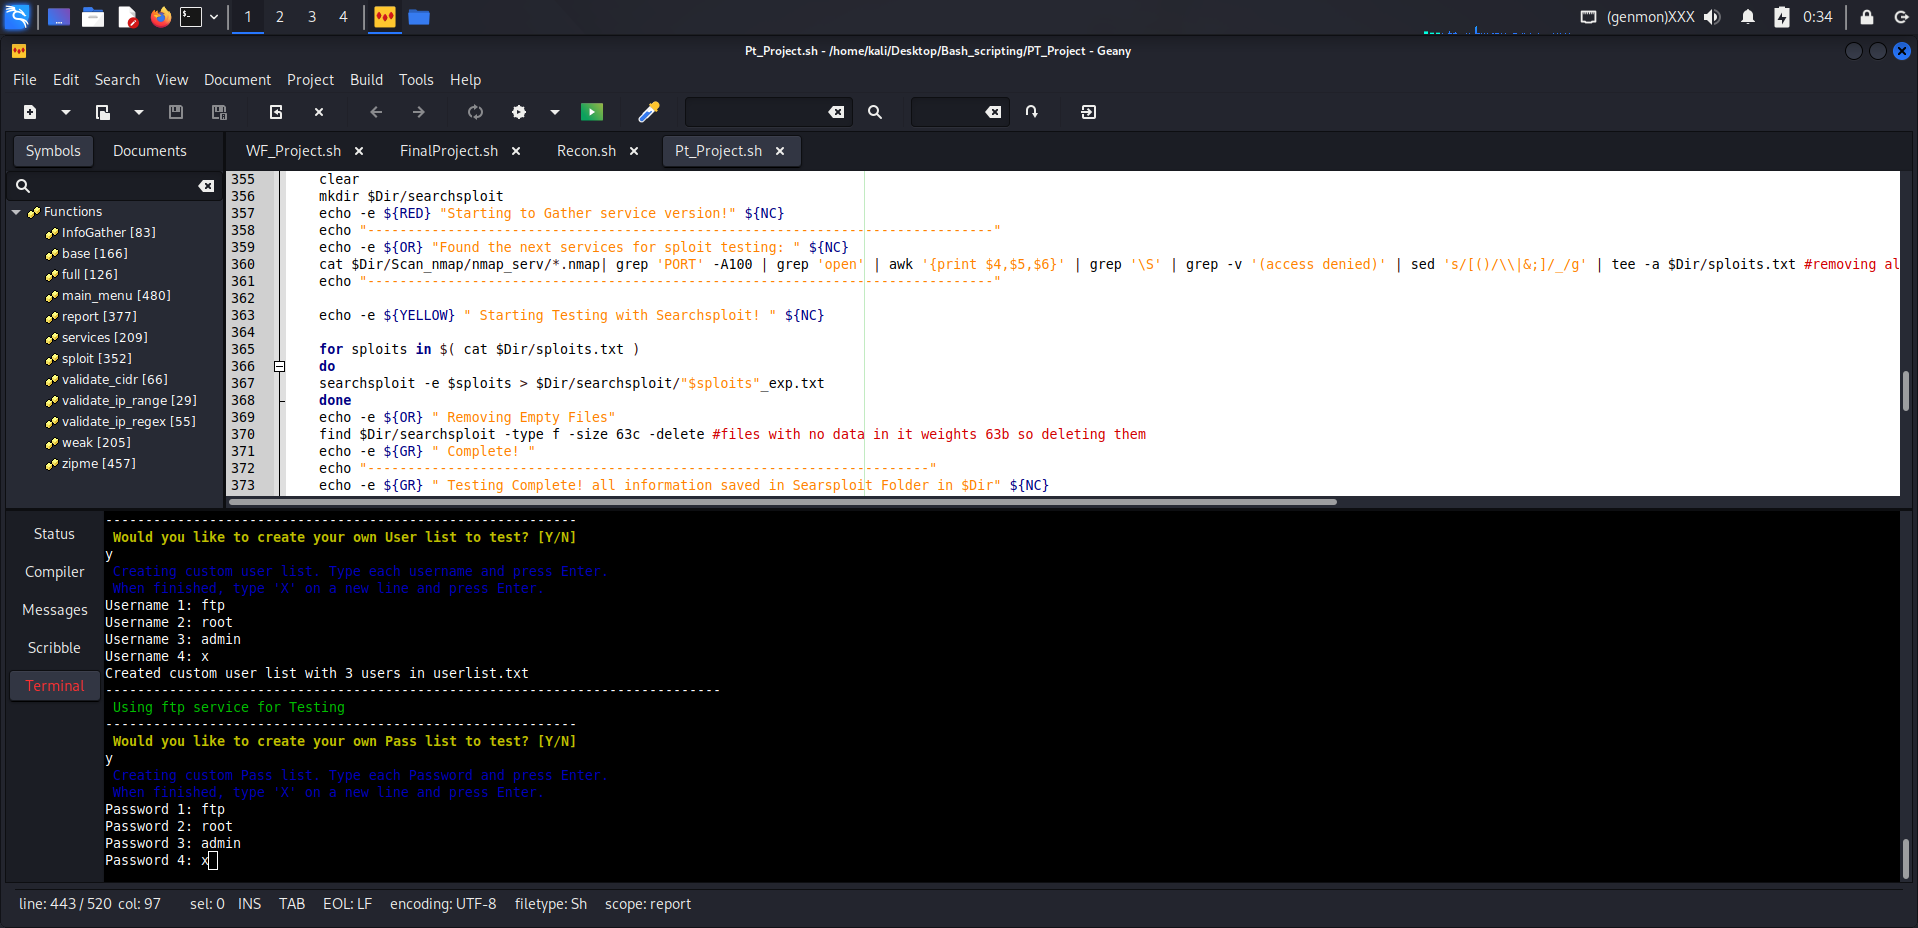 1 2 3 4 (genmon)XXX 0:34
Pt_Project.sh - /home/kali/Desktop/Bash_scripting/PT_Project - Geany
File Edit Search View Document Project Build Tools Help
Symbols Documents
WF_Project.sh FinalProject.sh Recon.sh Pt_Project.sh
Functions
InfoGather [83]
base [166]
full [126]
main_menu [480]
report [377]
services [209]
sploit [352]
validate_cidr [66]
validate_ip_range [29]
validate_ip_regex [55]
weak [205]
zipme [457]
355 clear
356 mkdir $Dir/searchsploit
357 echo -e ${RED} "Starting to Gather service version!" ${NC}
358 echo "------------------------------------------------------------------------------"
359 echo -e ${OR} "Found the next services for sploit testing: " ${NC}
360 cat $Dir/Scan_nmap/nmap_serv/*.nmap| grep 'PORT' -A100 | grep 'open' | awk '{print $4,$5,$6}' | grep '\S' | grep -v '(access denied)' | sed 's/[()/\\|&;]/_/g' | tee -a $Dir/sploits.txt #removing al
361 echo "------------------------------------------------------------------------------"
362
363 echo -e ${YELLOW} " Starting Testing with Searchsploit! " ${NC}
364
365 for sploits in $( cat $Dir/sploits.txt )
366 do
367 searchsploit -e $sploits > $Dir/searchsploit/"$sploits"_exp.txt
368 done
369 echo -e ${OR} " Removing Empty Files"
370 find $Dir/searchsploit -type f -size 63c -delete #files with no data in it weights 63b so deleting them
371 echo -e ${GR} " Complete! "
372 echo "----------------------------------------------------------------------"
373 echo -e ${GR} " Testing Complete! all information saved in Searsploit Folder in $Dir" ${NC}
Status
Compiler
Messages
Scribble
Terminal
-----------------------------------------------------------
Would you like to create your own User list to test? [Y/N]
y
Creating custom user list. Type each username and press Enter.
When finished, type 'X' on a new line and press Enter.
Username 1: ftp
Username 2: root
Username 3: admin
Username 4: x
Created custom user list with 3 users in userlist.txt
-----------------------------------------------------------------------------
Using ftp service for Testing
-----------------------------------------------------------
Would you like to create your own Pass list to test? [Y/N]
y
Creating custom Pass list. Type each Password and press Enter.
When finished, type 'X' on a new line and press Enter.
Password 1: ftp
Password 2: root
Password 3: admin
Password 4: x
line: 443 / 520 col: 97 sel: 0 INS TAB EOL: LF encoding: UTF-8 filetype: Sh scope: report